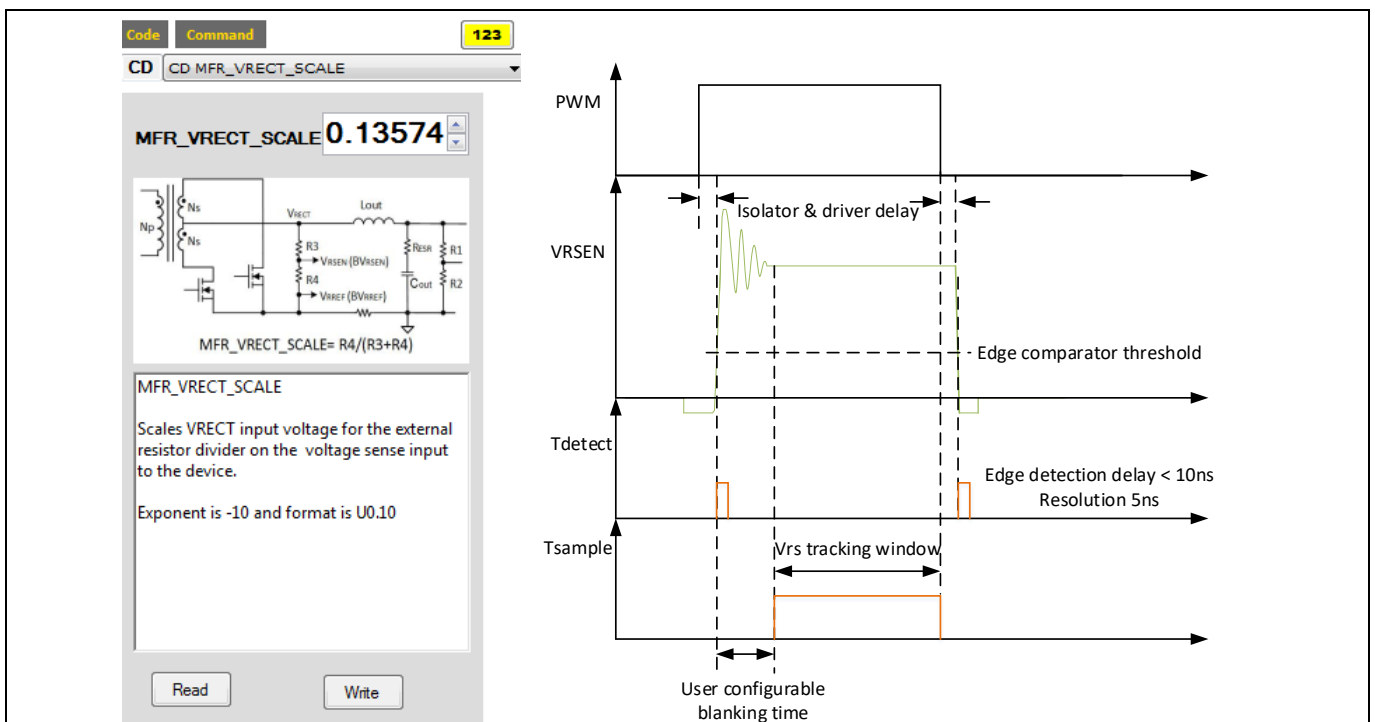 Code Command 123
CD CD MFR_VRECT_SCALE
MFR_VRECT_SCALE 0.13574
Np
Ns
Ns
VRECT
Lout
R3
VRSEN (BVRSEN)
R4
VRREF (BVRREF)
RESR
Cout
R1
R2
MFR_VRECT_SCALE= R4/(R3+R4)
MFR_VRECT_SCALE
Scales VRECT input voltage for the external
resistor divider on the voltage sense input
to the device.
Exponent is -10 and format is U0.10
Read Write
PWM
Isolator & driver delay
VRSEN
Edge comparator threshold
Tdetect
Edge detection delay < 10ns
Resolution 5ns
Tsample
Vrs tracking window
User configurable
blanking time